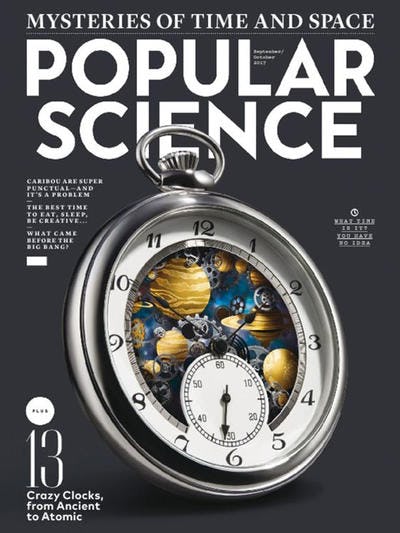 MYSTERIES OF TIME AND SPACE
POPULAR
SCIENCE
September/
October
2017
CARIBOU ARE SUPER
PUNCTUAL—AND
IT'S A PROBLEM
THE BEST TIME
TO EAT, SLEEP,
BE CREATIVE...
WHAT CAME
BEFORE THE
BIG BANG?
WHAT TIME
IS IT?
YOU HAVE
NO IDEA
11 12 1
10 2
9 3
8 4
7 6 5
60
50 10
40 20
30
PLUS
13
Crazy Clocks,
from Ancient
to Atomic